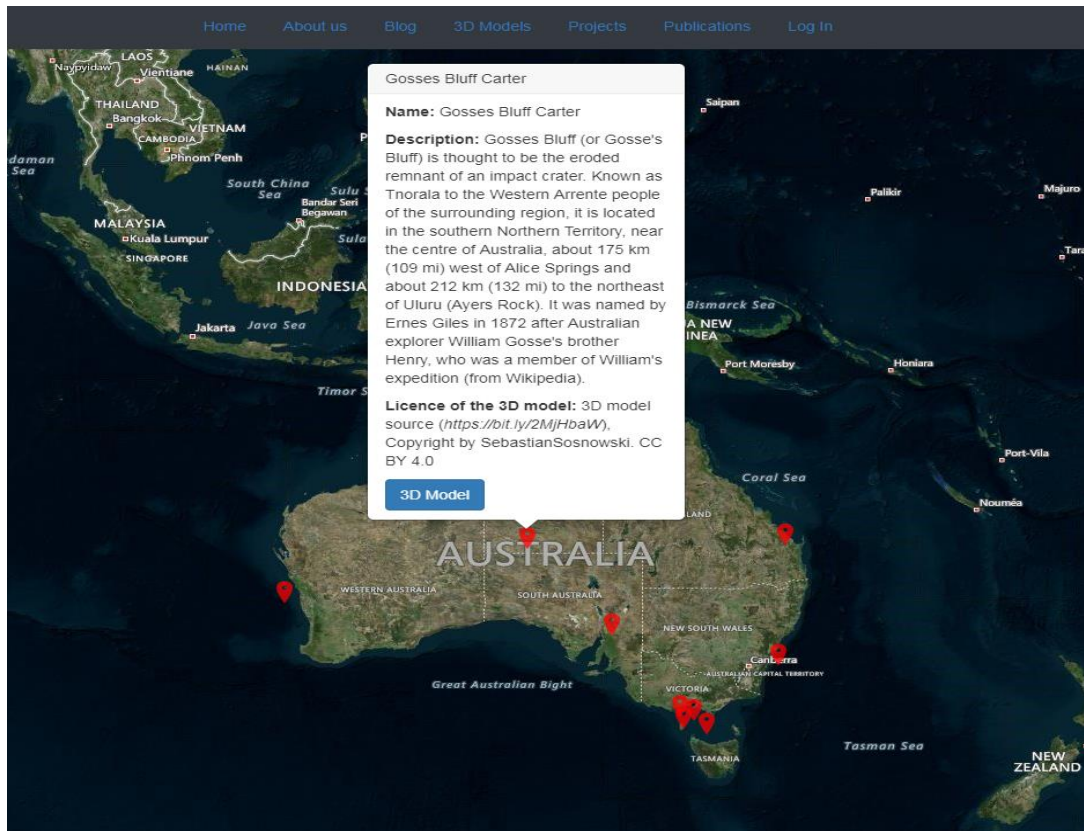 Home About us Blog 3D Models Projects Publications Log In
Gosses Bluff Carter
Name: Gosses Bluff Carter
Description: Gosses Bluff (or Gosse's
Bluff) is thought to be the eroded
remnant of an impact crater. Known as
Tnorala to the Western Arrente people
of the surrounding region, it is located
in the southern Northern Territory, near
the centre of Australia, about 175 km
(109 mi) west of Alice Springs and
about 212 km (132 mi) to the northeast
of Uluru (Ayers Rock). It was named by
Ernes Giles in 1872 after Australian
explorer William Gosse's brother
Henry, who was a member of William's
expedition (from Wikipedia).
Licence of the 3D model: 3D model
source (https://bit.ly/2MjHbaW),
Copyright by SebastianSosnowski. CC
BY 4.0
3D Model
LAOS
Naypyidaw
Vientiane
HAINAN
THAILAND
Bangkok
VIETNAM
CAMBODIA
Phnom Penh
daman
Sea
South China
Sea
Sulu
Bandar Seri
Begawan
MALAYSIA
Kuala Lumpur
SINGAPORE
Sula
INDONESIA
Jakarta
Java Sea
Timor S
Saipan
Palikir
Majuro
Tara
Bismarck Sea
A NEW
INEA
Port Moresby
Honiara
Port-Vila
Coral Sea
Nouméa
LAND
AUSTRALIA
WESTERN AUSTRALIA
SOUTH AUSTRALIA
NEW SOUTH WALES
Canberra
AUSTRALIAN CAPITAL TERRITORY
VICTORIA
Great Australian Bight
TASMANIA
Tasman Sea
NEW
ZEALAND